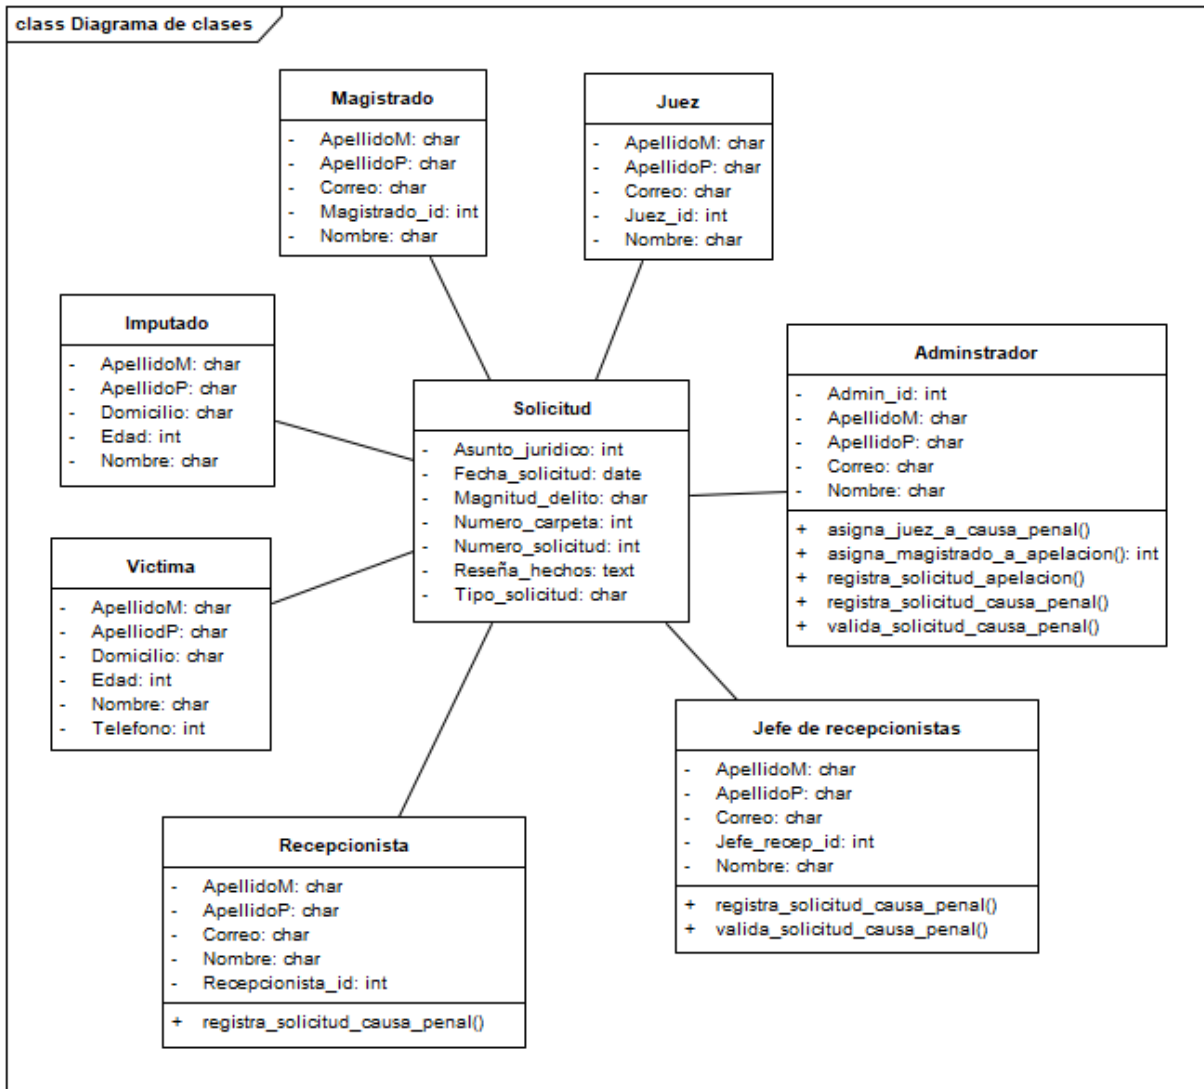 class Diagrama de clases
Magistrado
- ApellidoM: char
- ApellidoP: char
- Correo: char
- Magistrado_id: int
- Nombre: char
Juez
- ApellidoM: char
- ApellidoP: char
- Correo: char
- Juez_id: int
- Nombre: char
Imputado
- ApellidoM: char
- ApellidoP: char
- Domicilio: char
- Edad: int
- Nombre: char
Solicitud
- Asunto_juridico: int
- Fecha_solicitud: date
- Magnitud_delito: char
- Numero_carpeta: int
- Numero_solicitud: int
- Reseña_hechos: text
- Tipo_solicitud: char
Adminstrador
- Admin_id: int
- ApellidoM: char
- ApellidoP: char
- Correo: char
- Nombre: char
+ asigna_juez_a_causa_penal()
+ asigna_magistrado_a_apelacion(): int
+ registra_solicitud_apelacion()
+ registra_solicitud_causa_penal()
+ valida_solicitud_causa_penal()
Victima
- ApellidoM: char
- ApelliodP: char
- Domicilio: char
- Edad: int
- Nombre: char
- Telefono: int
Jefe de recepcionistas
- ApellidoM: char
- ApellidoP: char
- Correo: char
- Jefe_recep_id: int
- Nombre: char
+ registra_solicitud_causa_penal()
+ valida_solicitud_causa_penal()
Recepcionista
- ApellidoM: char
- ApellidoP: char
- Correo: char
- Nombre: char
- Recepcionista_id: int
+ registra_solicitud_causa_penal()